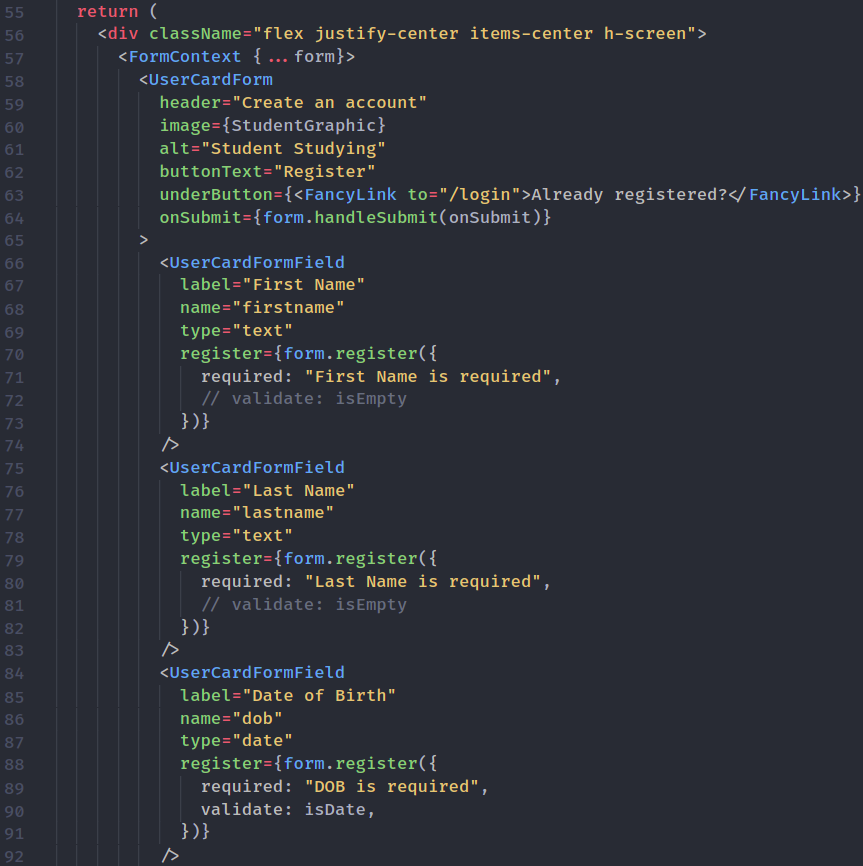 55 return (
56 <div className="flex justify-center items-center h-screen">
57 <FormContext {...form}>
58 <UserCardForm
59 header="Create an account"
60 image={StudentGraphic}
61 alt="Student Studying"
62 buttonText="Register"
63 underButton={<FancyLink to="/login">Already registered?</FancyLink>}
64 onSubmit={form.handleSubmit(onSubmit)}
65 >
66 <UserCardFormField
67 label="First Name"
68 name="firstname"
69 type="text"
70 register={form.register({
71 required: "First Name is required",
72 // validate: isEmpty
73 })}
74 />
75 <UserCardFormField
76 label="Last Name"
77 name="lastname"
78 type="text"
79 register={form.register({
80 required: "Last Name is required",
81 // validate: isEmpty
82 })}
83 />
84 <UserCardFormField
85 label="Date of Birth"
86 name="dob"
87 type="date"
88 register={form.register({
89 required: "DOB is required",
90 validate: isDate,
91 })}
92 />